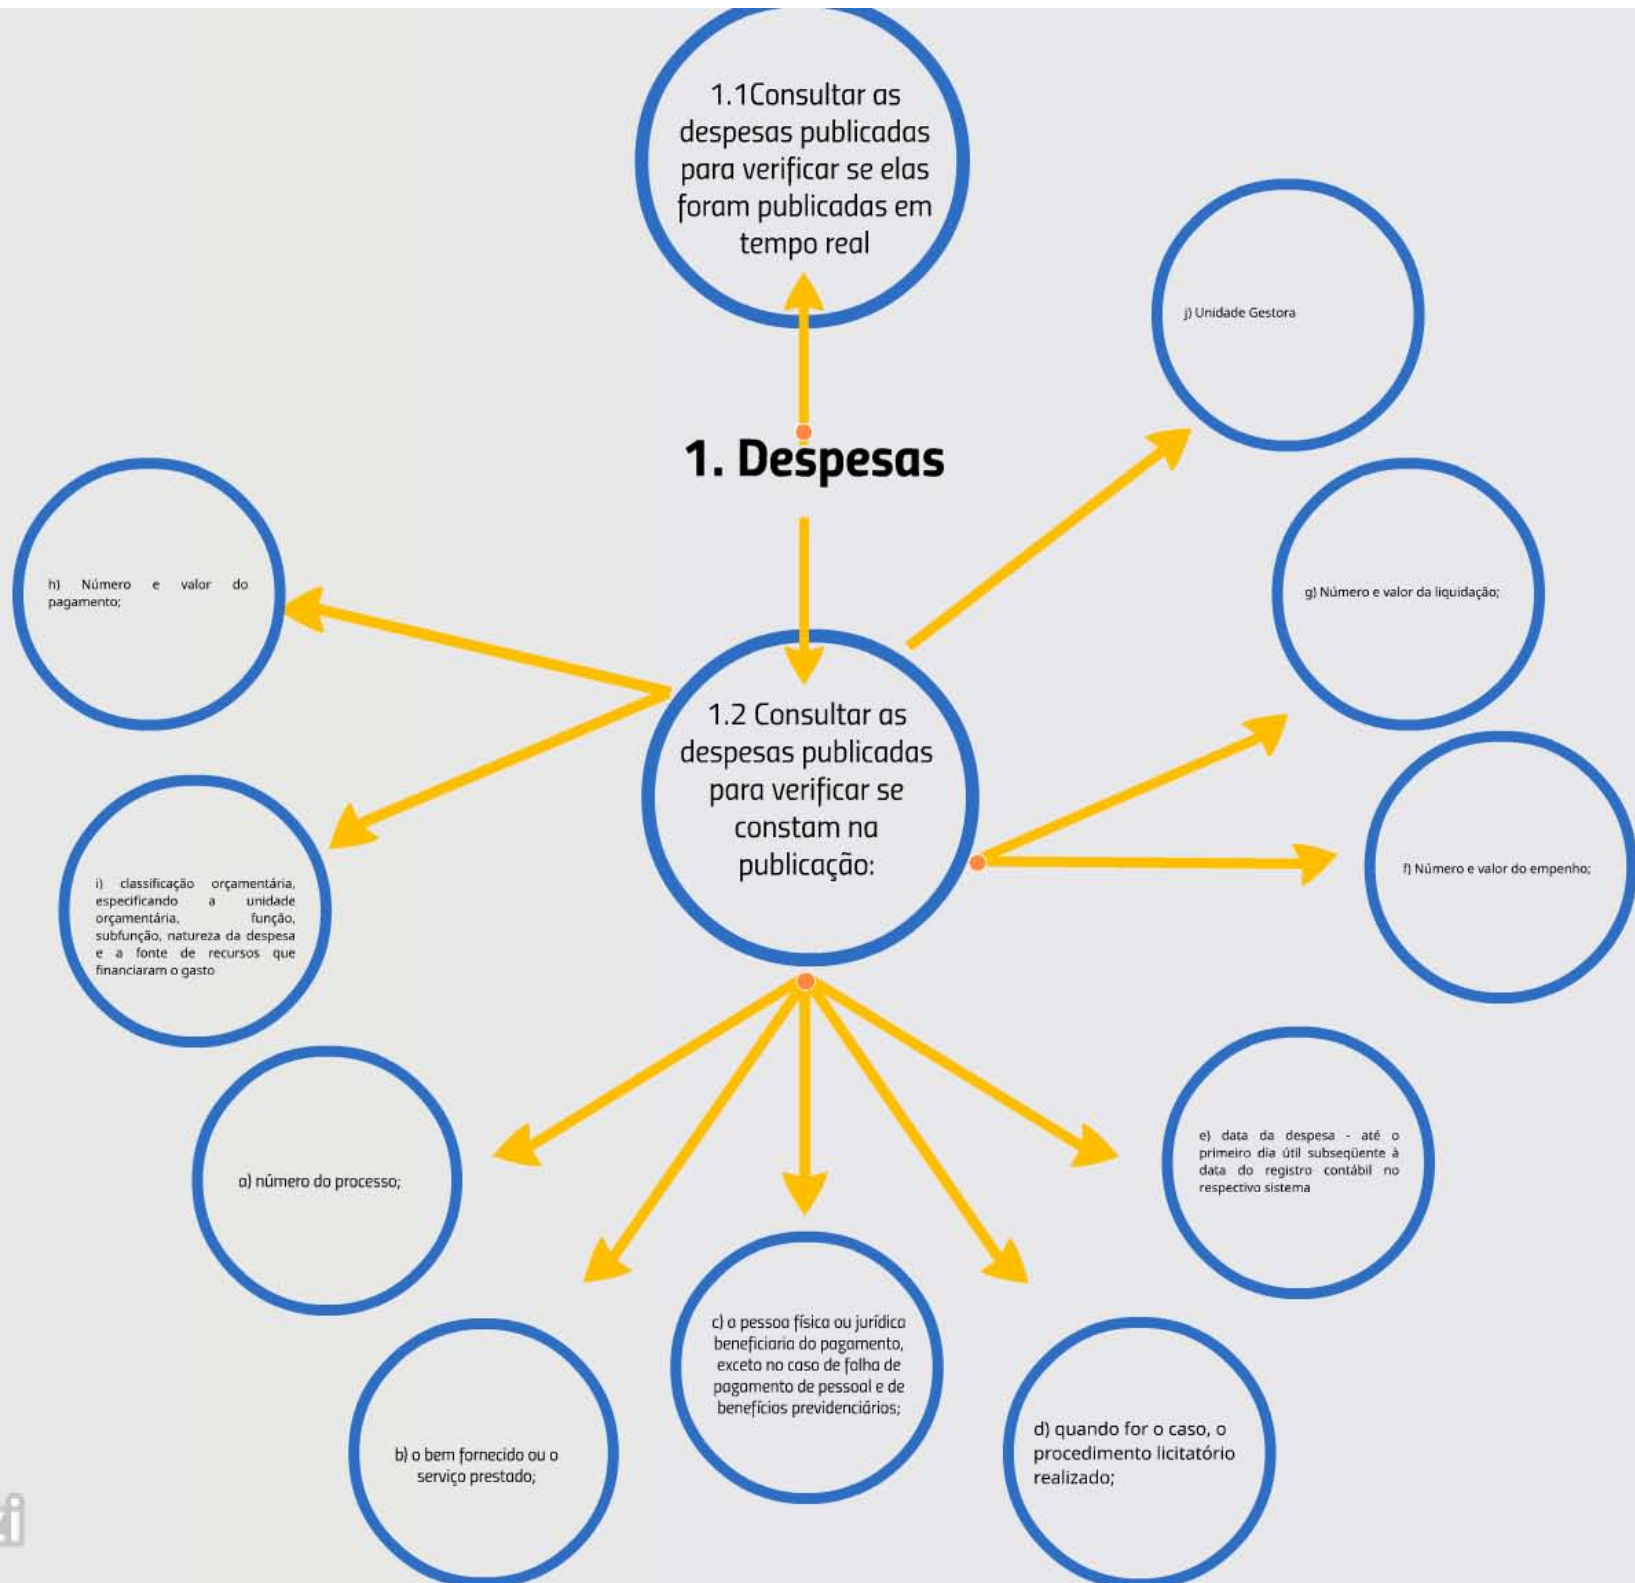 1.1Consultar as
despesas publicadas
para verificar se elas
foram publicadas em
tempo real
j) Unidade Gestora
1. Despesas
h) Número e valor do
pagamento;
g) Número e valor da liquidação;
1.2 Consultar as
despesas publicadas
para verificar se
constam na
publicação:
f) Número e valor do empenho;
i) classificação orçamentária,
especificando a unidade
orçamentária, função,
subfunção, natureza da despesa
e a fonte de recursos que
financiaram o gasto
a) número do processo;
e) data da despesa - até o
primeiro dia útil subseqüente à
data do registro contábil no
respectivo sistema
b) o bem fornecido ou o
serviço prestado;
c) a pessoa física ou jurídica
beneficiaria do pagamento,
exceto no caso de folha de
pagamento de pessoal e de
benefícios previdenciários;
d) quando for o caso, o
procedimento licitatório
realizado;